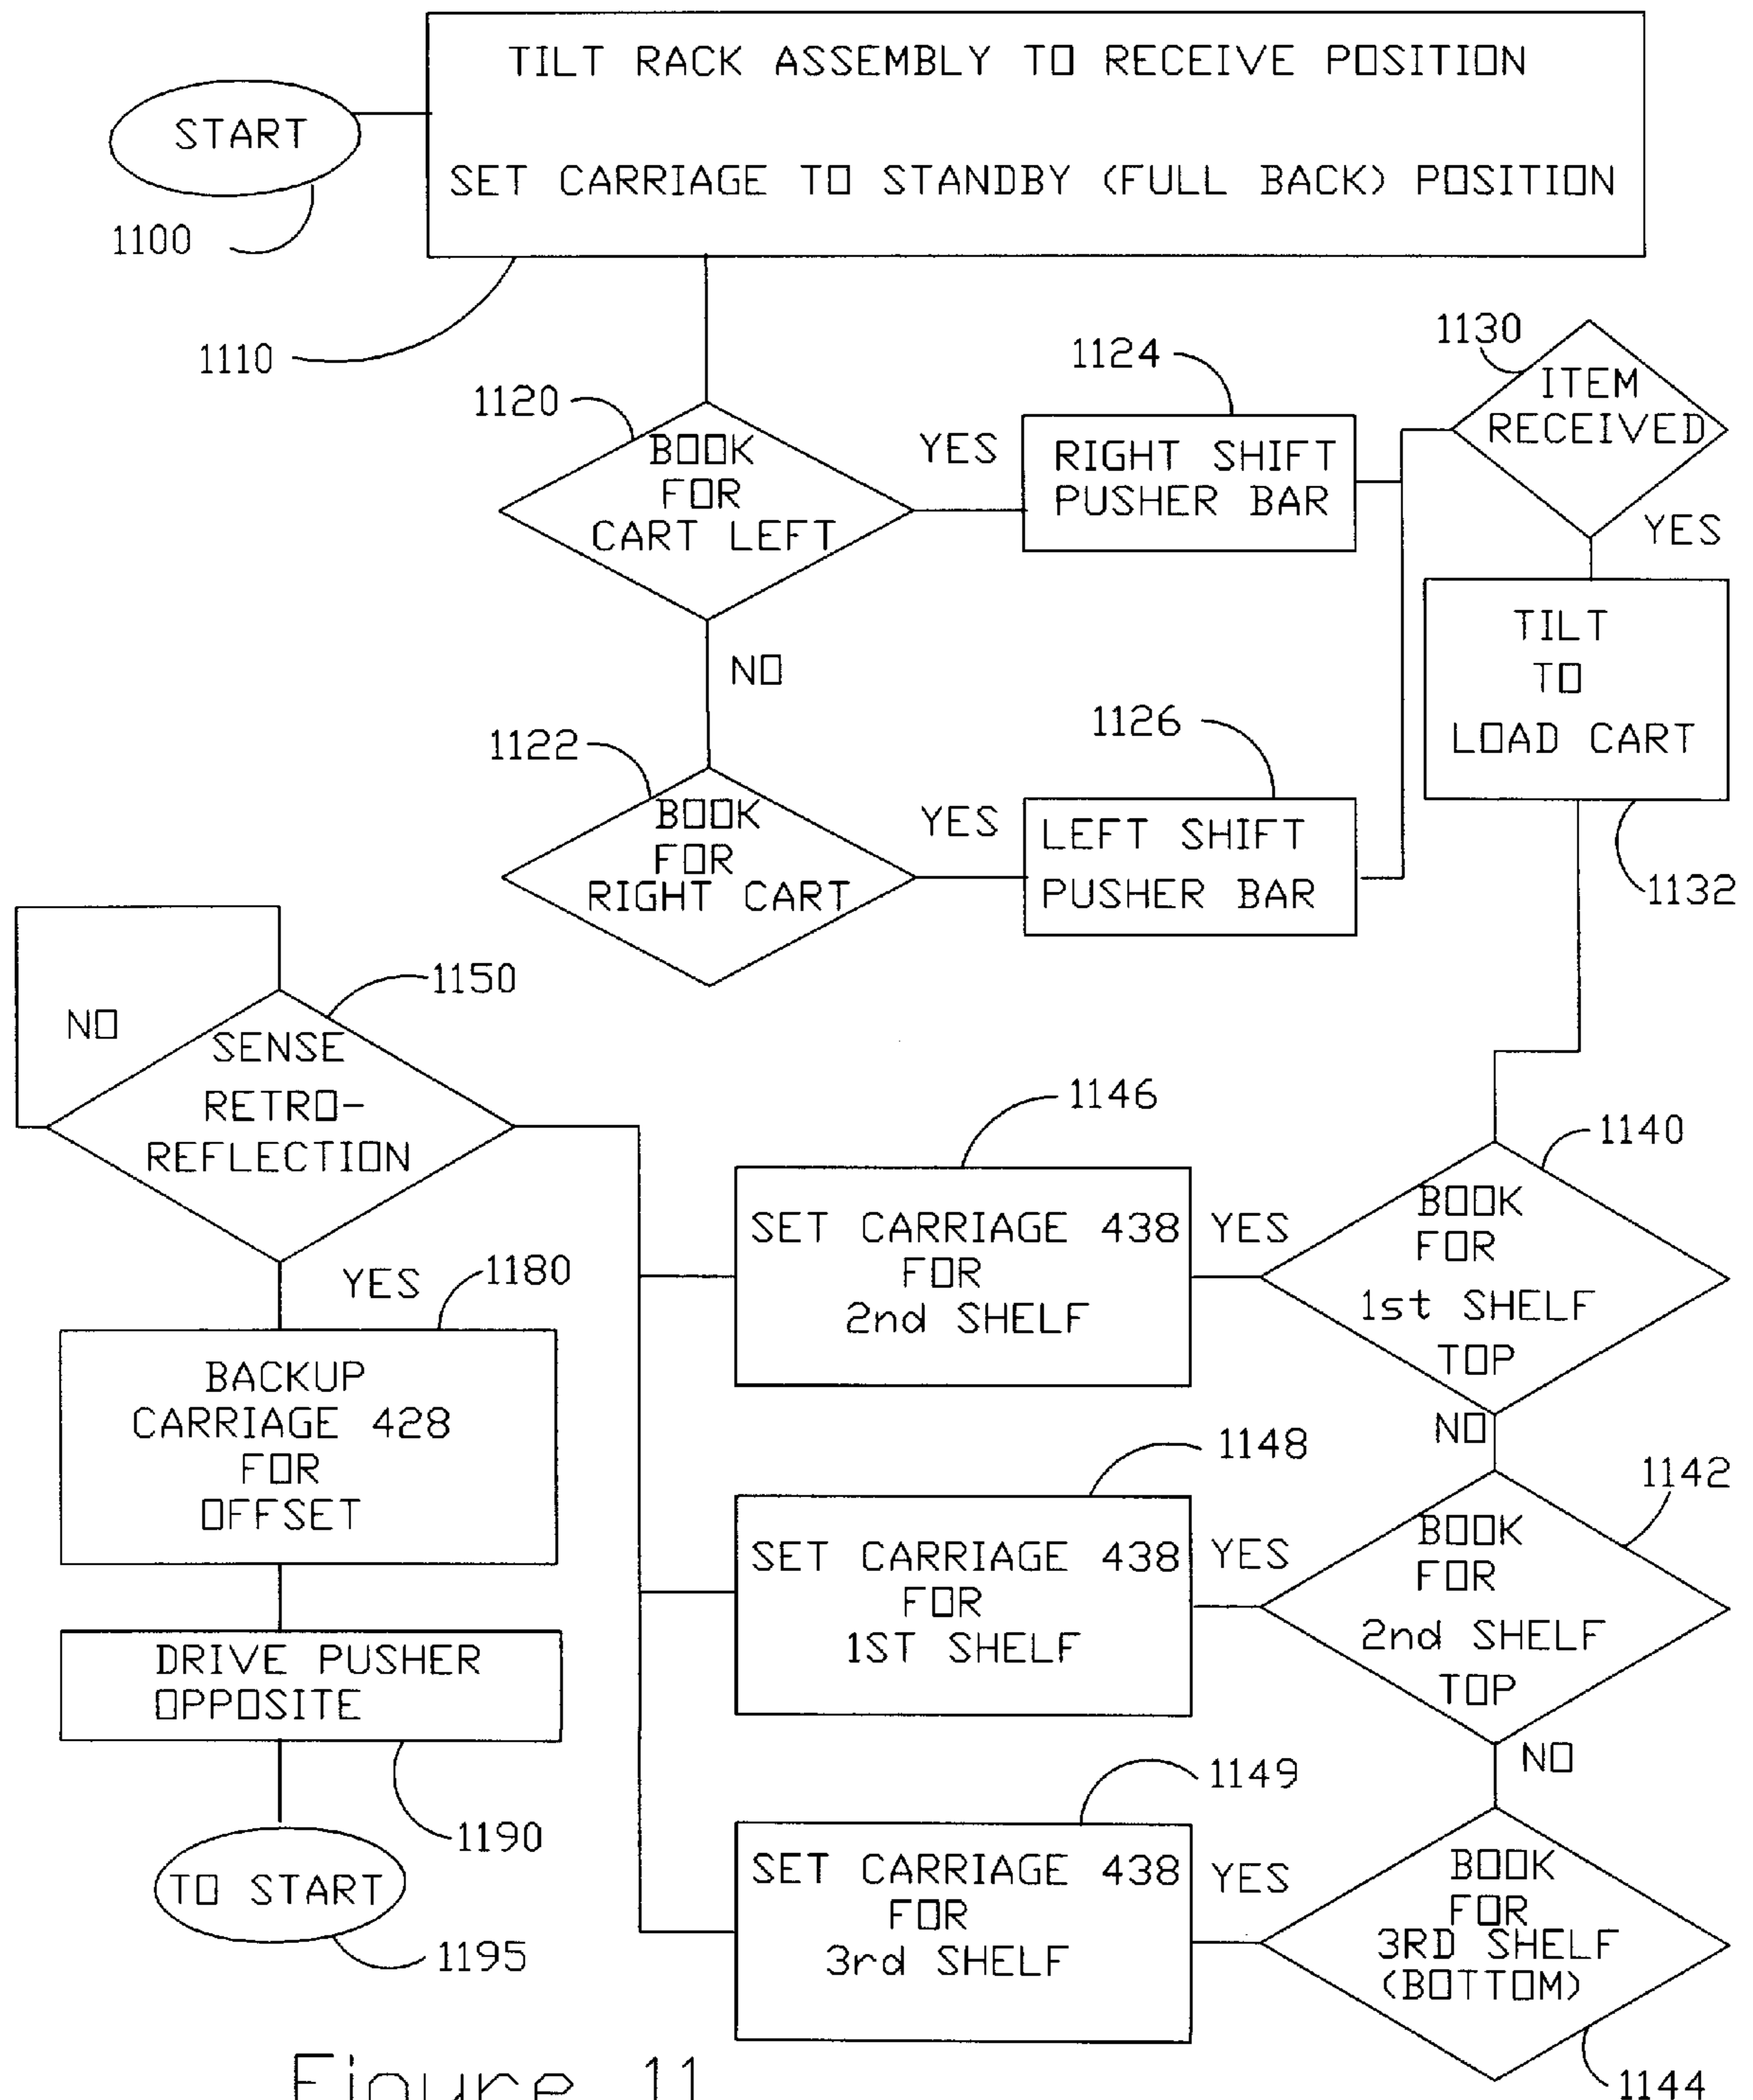 TILT RACK ASSEMBLY TO RECEIVE POSITION
START
SET CARRIAGE TO STANDBY (FULL BACK) POSITION
1100
1110
1120
BOOK
FOR
CART LEFT
YES
1124
RIGHT SHIFT
PUSHER BAR
1130
ITEM
RECEIVED
YES
TILT
TO
LOAD CART
1132
NO
1122
BOOK
FOR
RIGHT CART
YES
1126
LEFT SHIFT
PUSHER BAR
1150
NO
SENSE
RETRO-
REFLECTION
YES
1180
BACKUP
CARRIAGE 428
FOR
OFFSET
DRIVE PUSHER
OPPOSITE
1190
TO START
1195
1146
SET CARRIAGE 438
FOR
2nd SHELF
YES
1140
BOOK
FOR
1st SHELF
TOP
NO
1148
SET CARRIAGE 438
FOR
1ST SHELF
YES
1142
BOOK
FOR
2nd SHELF
TOP
NO
1149
SET CARRIAGE 438
FOR
3rd SHELF
YES
BOOK
FOR
3RD SHELF
(BOTTOM)
1144
Figure 11